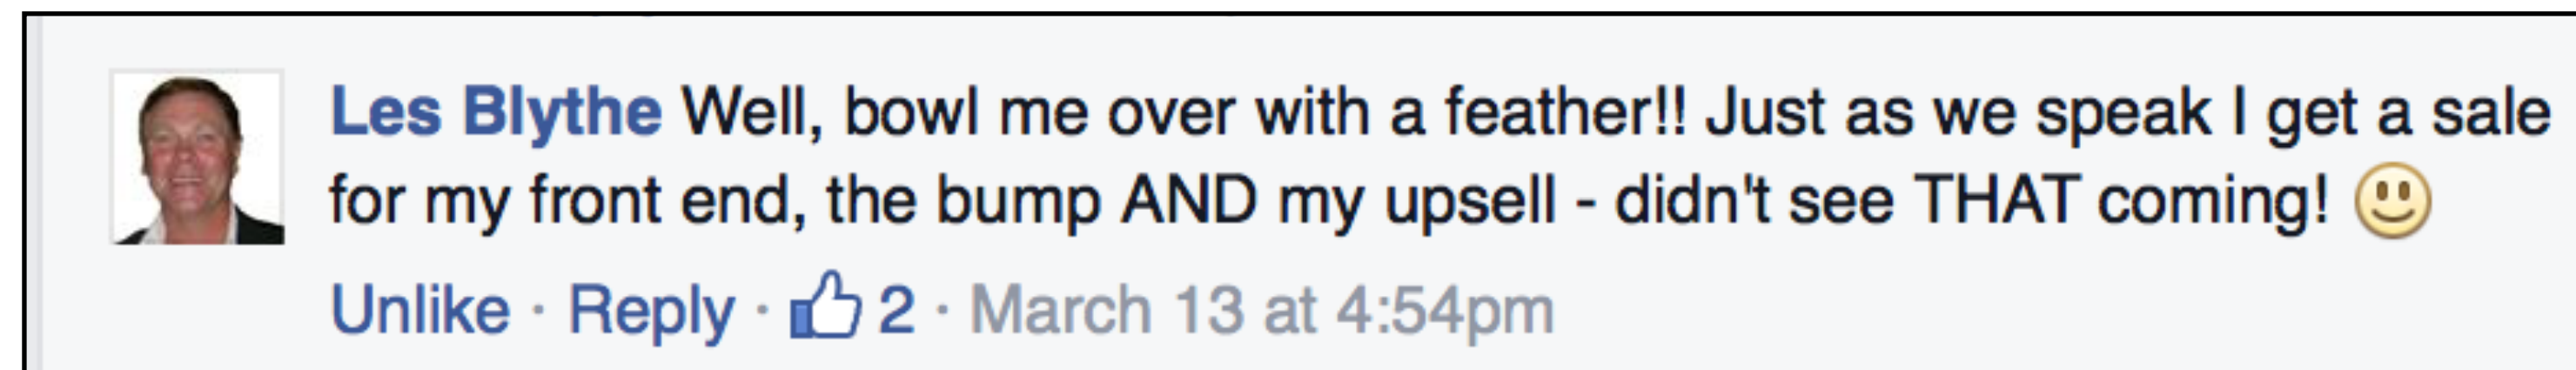 Les Blythe Well, bowl me over with a feather!! Just as we speak I get a sale
for my front end, the bump AND my upsell - didn't see THAT coming! 🙂
Unlike · Reply · 2 · March 13 at 4:54pm